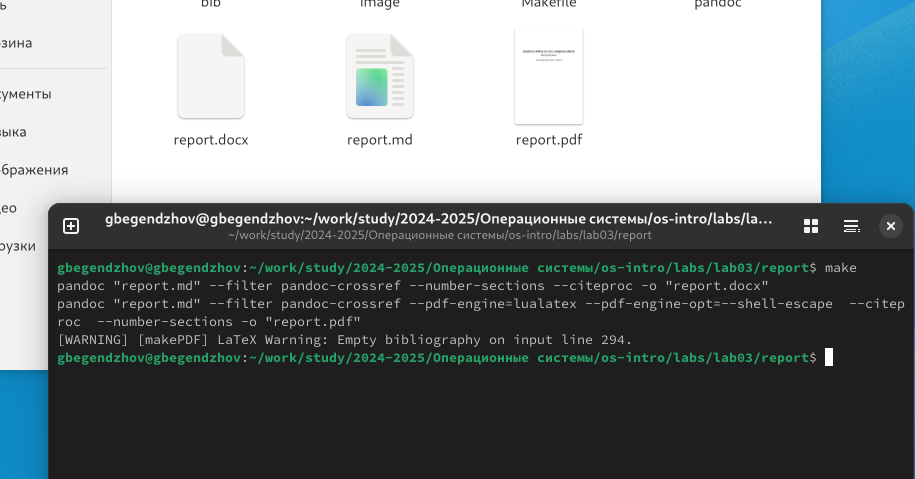 bib image Makefile pandoc
рзина
report.docx report.md report.pdf
кументы
зыка
ображения
део
рузки
gbegendzhov@gbegendzhov:~/work/study/2024-2025/Операционные системы/os-intro/labs/la...
~/work/study/2024-2025/Операционные системы/os-intro/labs/lab03/report
gbegendzhov@gbegendzhov:~/work/study/2024-2025/Операционные системы/os-intro/labs/lab03/report$ make
pandoc "report.md" --filter pandoc-crossref --number-sections --citeproc -o "report.docx"
pandoc "report.md" --filter pandoc-crossref --pdf-engine=lualatex --pdf-engine-opt=--shell-escape  --citep
roc  --number-sections -o "report.pdf"
[WARNING] [makePDF] LaTeX Warning: Empty bibliography on input line 294.
gbegendzhov@gbegendzhov:~/work/study/2024-2025/Операционные системы/os-intro/labs/lab03/report$